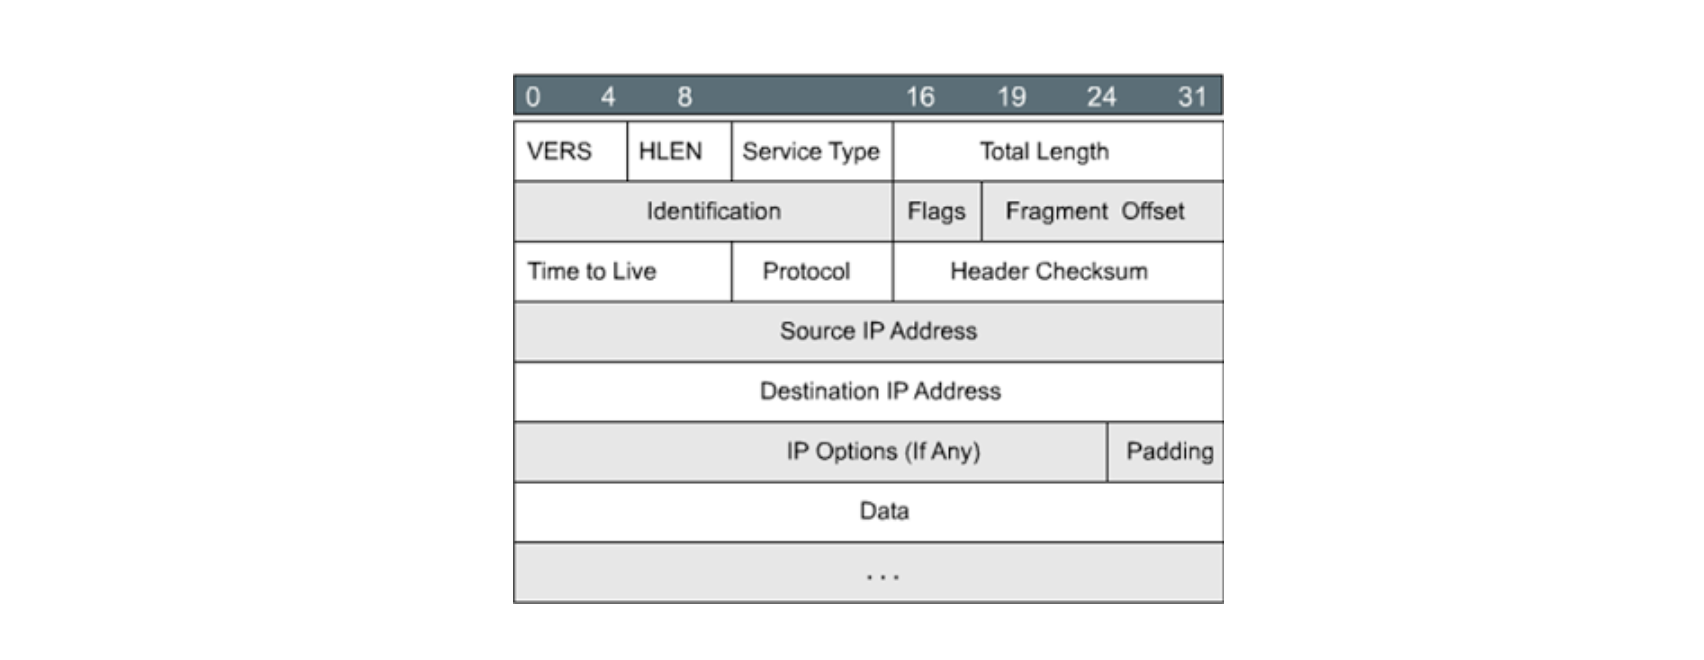 0 4 8 16 19 24 31
VERS HLEN Service Type Total Length
Identification Flags Fragment Offset
Time to Live Protocol Header Checksum
Source IP Address
Destination IP Address
IP Options (If Any) Padding
Data
...